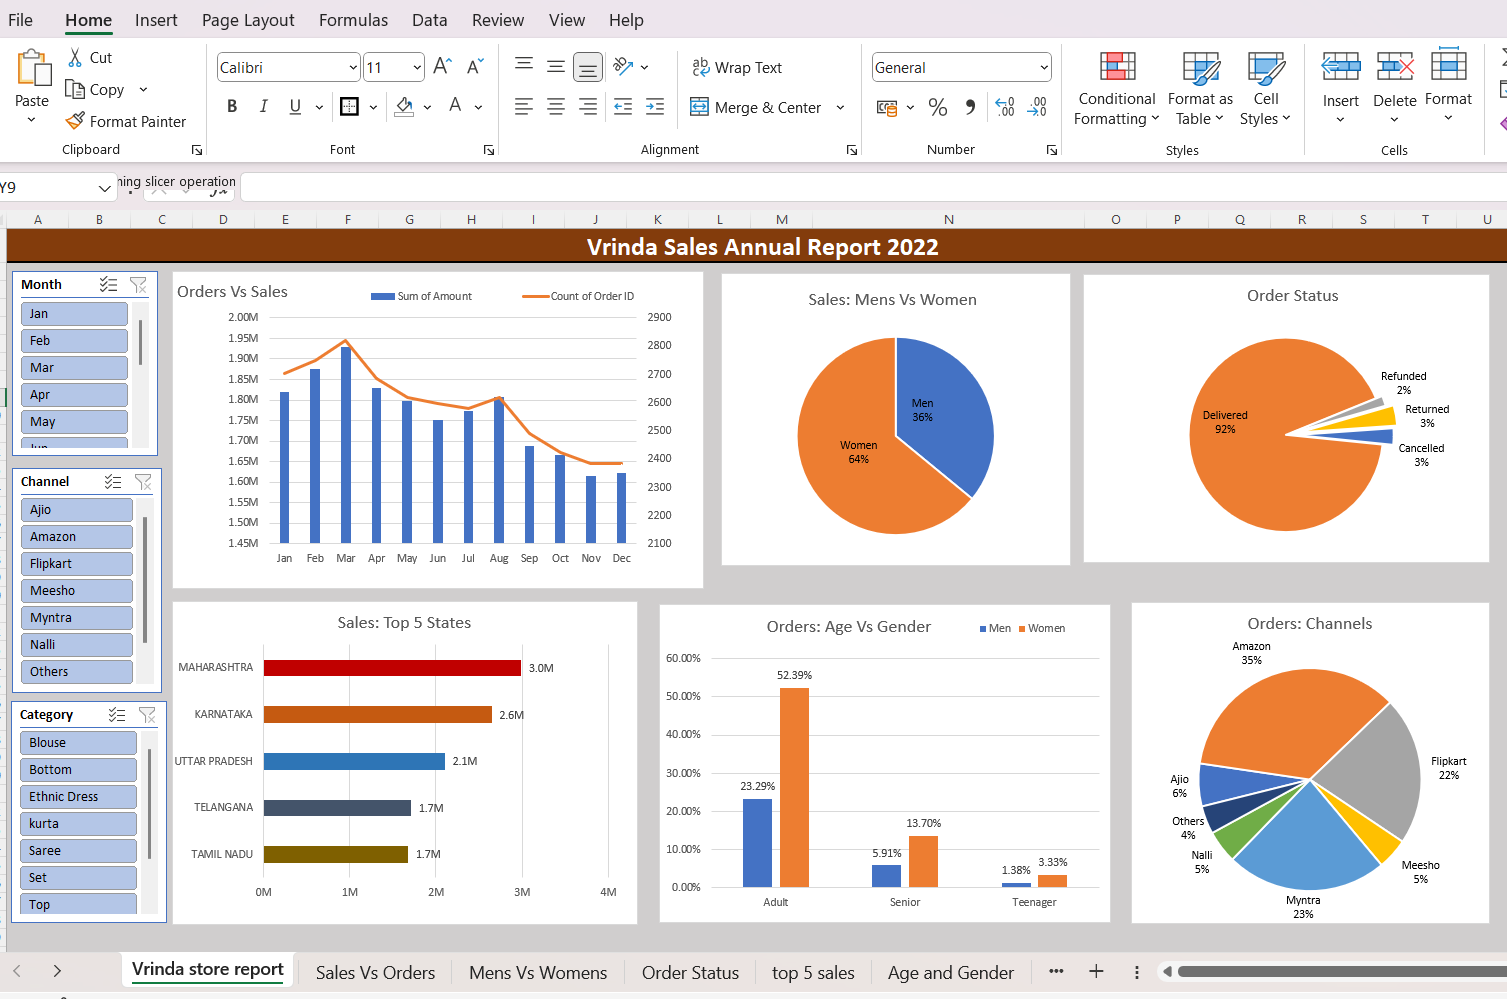 File Home Insert Page Layout Formulas Data Review View Help
Paste
Cut
Copy
Format Painter
Clipboard
Calibri 11
B I U
Font
ab
Wrap Text
Merge & Center
Alignment
General
%
Number
Conditional Formatting
Format as Table
Cell Styles
Styles
Insert
Delete
Format
Cells
Y9
ning slicer operation
A B C D E F G H I J K L M N O P Q R S T U
Vrinda Sales Annual Report 2022
Month
Jan
Feb
Mar
Apr
May
Jun
Channel
Ajio
Amazon
Flipkart
Meesho
Myntra
Nalli
Others
Category
Blouse
Bottom
Ethnic Dress
kurta
Saree
Set
Top
Orders Vs Sales
Sum of Amount
Count of Order ID
2.00M 2900
1.95M
1.90M 2800
1.85M 2700
1.80M 2600
1.75M
1.70M 2500
1.65M 2400
1.60M 2300
1.55M
1.50M 2200
1.45M 2100
Jan Feb Mar Apr May Jun Jul Aug Sep Oct Nov Dec
Sales: Mens Vs Women
Men
36%
Women
64%
Order Status
Refunded
2%
Returned
3%
Cancelled
3%
Delivered
92%
Sales: Top 5 States
MAHARASHTRA 3.0M
KARNATAKA 2.6M
UTTAR PRADESH 2.1M
TELANGANA 1.7M
TAMIL NADU 1.7M
0M 1M 2M 3M 4M
Orders: Age Vs Gender
Men Women
60.00%
50.00%
40.00%
30.00%
20.00%
10.00%
0.00%
23.29% 52.39%
5.91% 13.70%
1.38% 3.33%
Adult Senior Teenager
Orders: Channels
Amazon
35%
Flipkart
22%
Meesho
5%
Myntra
23%
Nalli
5%
Others
4%
Ajio
6%
Vrinda store report Sales Vs Orders Mens Vs Womens Order Status top 5 sales Age and Gender